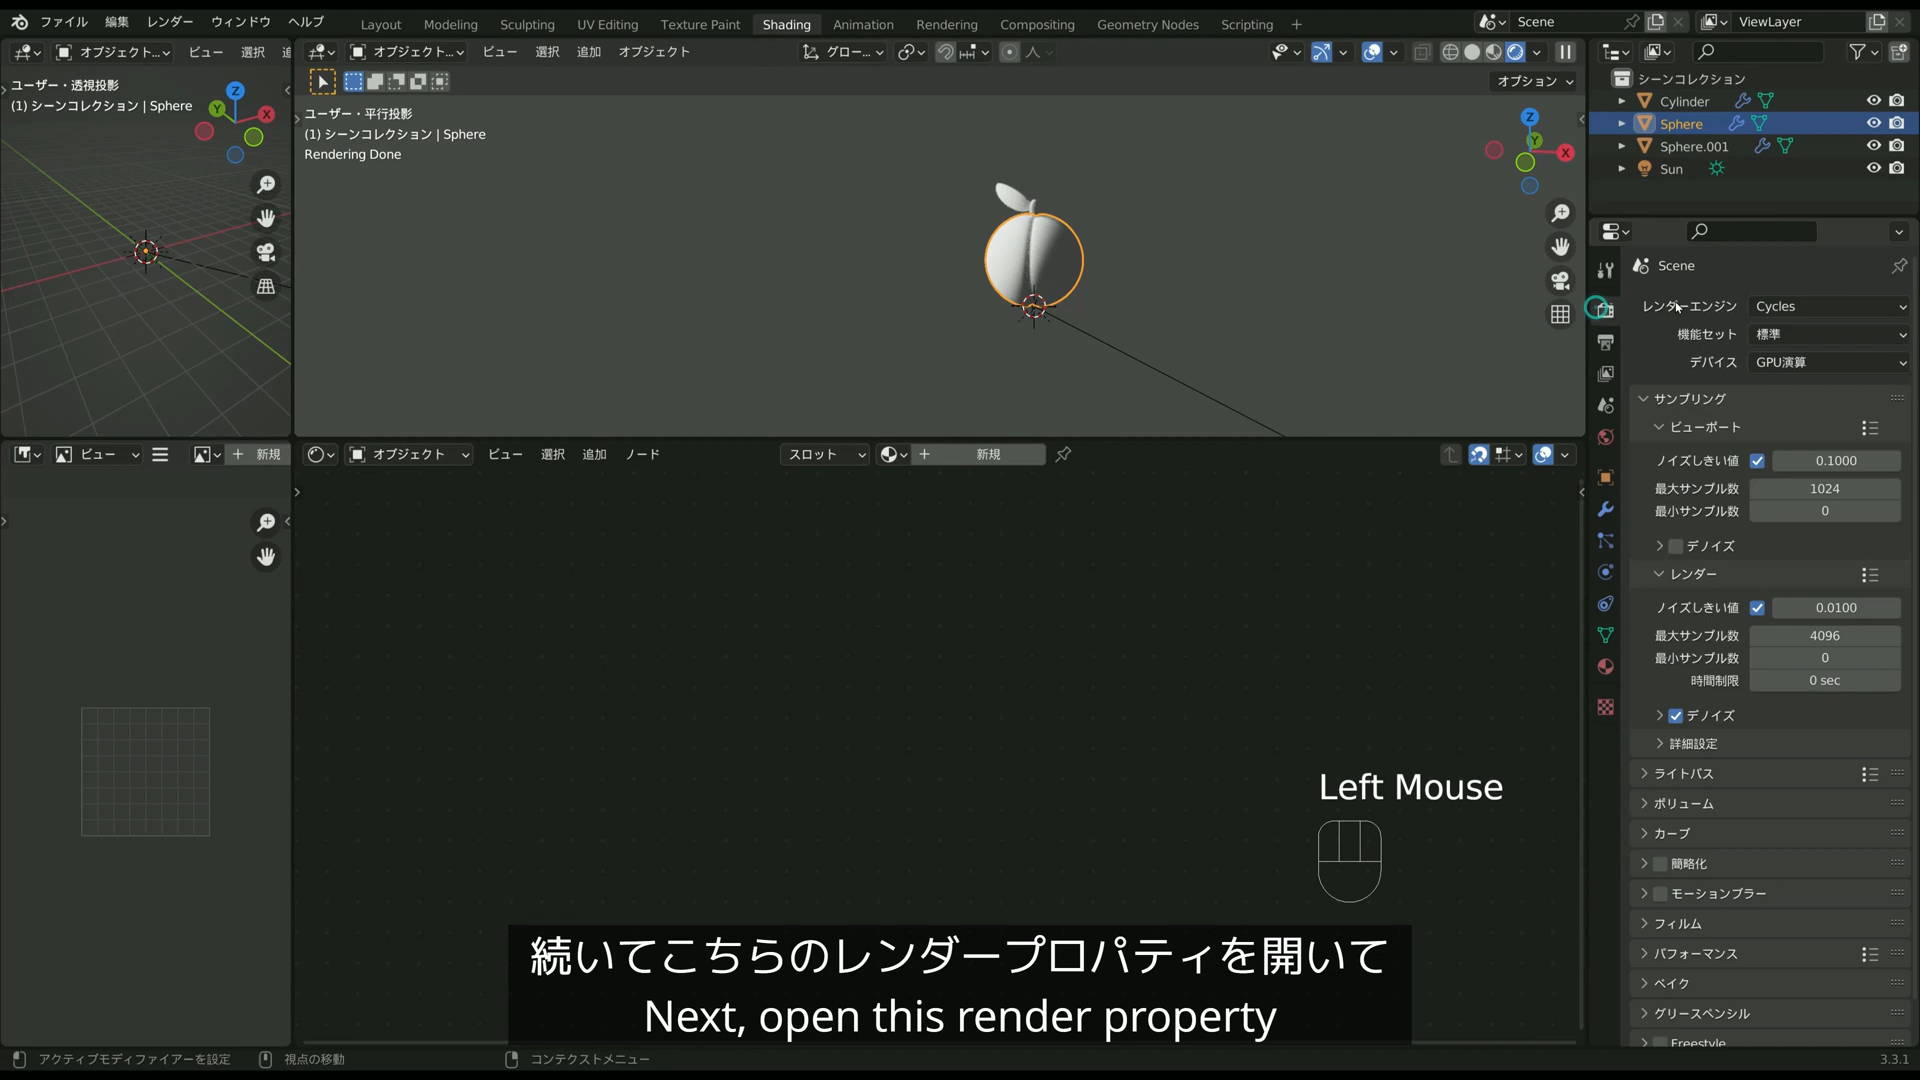 ファイル 編集 レンダー ウィンドウ ヘルプ Layout Modeling Sculpting UV Editing Texture Paint Shading Animation Rendering Compositing Geometry Nodes Scripting + Scene ViewLayer
オブジェクト... ビュー 選択 追
オブジェクト... ビュー 選択 追加 オブジェクト グロー...
オプション
ユーザー・透視投影
(1) シーンコレクション | Sphere
ユーザー・平行投影
(1) シーンコレクション | Sphere
Rendering Done
Z
Y
X
Z
Y
X
シーンコレクション
Cylinder
Sphere
Sphere.001
Sun
Scene
レンダーエンジン Cycles
機能セット 標準
デバイス GPU演算
サンプリング
ビューポート
ノイズしきい値 0.1000
最大サンプル数 1024
最小サンプル数 0
デノイズ
レンダー
ノイズしきい値 0.0100
最大サンプル数 4096
最小サンプル数 0
時間制限 0 sec
デノイズ
詳細設定
ライトパス
ボリューム
カーブ
簡略化
モーションブラー
フィルム
パフォーマンス
ベイク
グリースペンシル
Freestyle
ビュー + 新規
オブジェクト ビュー 選択 追加 ノード スロット + 新規
Left Mouse
続いてこちらのレンダープロパティを開いて
Next, open this render property
アクティブモディファイアーを設定 視点の移動 コンテクストメニュー 3.3.1